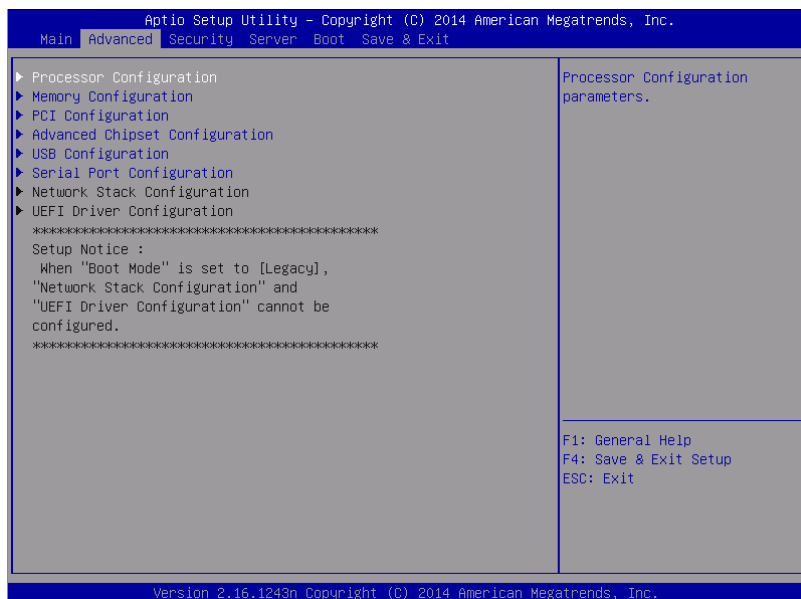 Aptio Setup Utility – Copyright (C) 2014 American Megatrends, Inc.
Main Advanced Security Server Boot Save & Exit
Processor Configuration
Memory Configuration
PCI Configuration
Advanced Chipset Configuration
USB Configuration
Serial Port Configuration
Network Stack Configuration
UEFI Driver Configuration
**********************************************
Setup Notice :
When "Boot Mode" is set to [Legacy],
"Network Stack Configuration" and
"UEFI Driver Configuration" cannot be
configured.
**********************************************
Processor Configuration
parameters.
F1: General Help
F4: Save & Exit Setup
ESC: Exit
Version 2.16.1243n Copyright (C) 2014 American Megatrends, Inc.